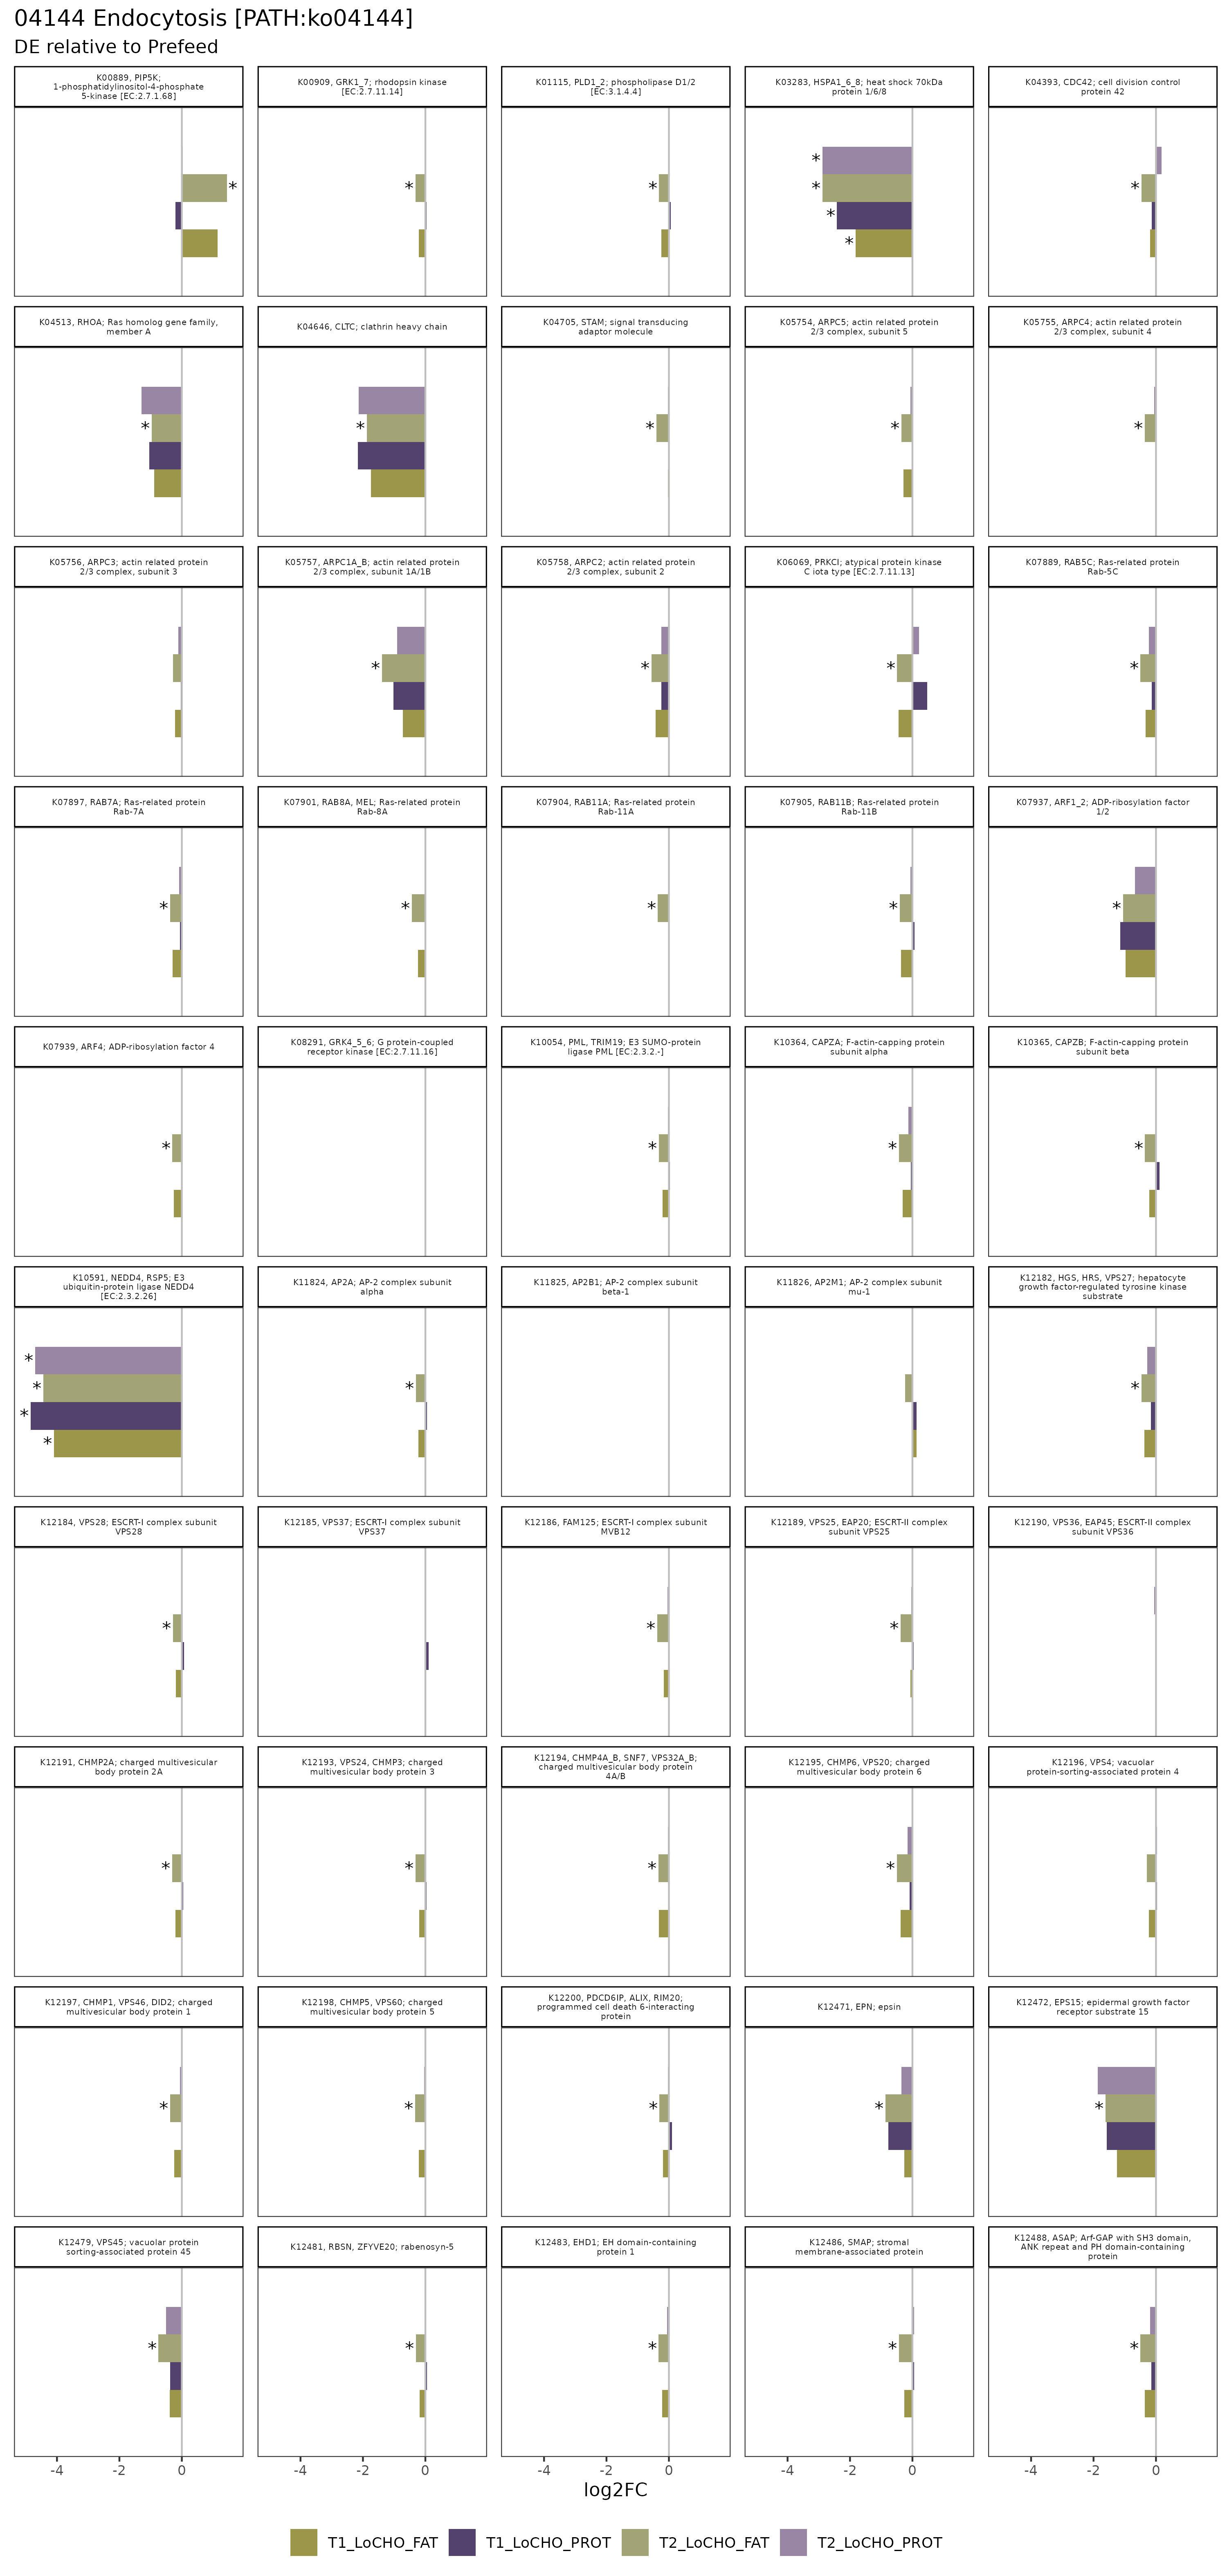 04144 Endocytosis [PATH:ko04144]
DE relative to Prefeed
K00889, PIP5K;
1-phosphatidylinositol-4-phosphate
5-kinase [EC:2.7.1.68]
K00909, GRK1_7; rhodopsin kinase
[EC:2.7.11.14]
K01115, PLD1_2; phospholipase D1/2
[EC:3.1.4.4]
K03283, HSPA1_6_8; heat shock 70kDa
protein 1/6/8
K04393, CDC42; cell division control
protein 42
*
*
*
*
*
*
*
*
K04513, RHOA; Ras homolog gene family,
member A
K04646, CLTC; clathrin heavy chain
K04705, STAM; signal transducing
adaptor molecule
K05754, ARPC5; actin related protein
2/3 complex, subunit 5
K05755, ARPC4; actin related protein
2/3 complex, subunit 4
*
*
*
*
*
K05756, ARPC3; actin related protein
2/3 complex, subunit 3
K05757, ARPC1A_B; actin related protein
2/3 complex, subunit 1A/1B
K05758, ARPC2; actin related protein
2/3 complex, subunit 2
K06069, PRKCI; atypical protein kinase
C iota type [EC:2.7.11.13]
K07889, RAB5C; Ras-related protein
Rab-5C
*
*
*
*
K07897, RAB7A; Ras-related protein
Rab-7A
K07901, RAB8A, MEL; Ras-related protein
Rab-8A
K07904, RAB11A; Ras-related protein
Rab-11A
K07905, RAB11B; Ras-related protein
Rab-11B
K07937, ARF1_2; ADP-ribosylation factor
1/2
*
*
*
*
*
K07939, ARF4; ADP-ribosylation factor 4
K08291, GRK4_5_6; G protein-coupled
receptor kinase [EC:2.7.11.16]
K10054, PML, TRIM19; E3 SUMO-protein
ligase PML [EC:2.3.2.-]
K10364, CAPZA; F-actin-capping protein
subunit alpha
K10365, CAPZB; F-actin-capping protein
subunit beta
*
*
*
*
K10591, NEDD4, RSP5; E3
ubiquitin-protein ligase NEDD4
[EC:2.3.2.26]
K11824, AP2A; AP-2 complex subunit
alpha
K11825, AP2B1; AP-2 complex subunit
beta-1
K11826, AP2M1; AP-2 complex subunit
mu-1
K12182, HGS, HRS, VPS27; hepatocyte
growth factor-regulated tyrosine kinase
substrate
*
*
*
*
*
*
K12184, VPS28; ESCRT-I complex subunit
VPS28
K12185, VPS37; ESCRT-I complex subunit
VPS37
K12186, FAM125; ESCRT-I complex subunit
MVB12
K12189, VPS25, EAP20; ESCRT-II complex
subunit VPS25
K12190, VPS36, EAP45; ESCRT-II complex
subunit VPS36
*
*
*
K12191, CHMP2A; charged multivesicular
body protein 2A
K12193, VPS24, CHMP3; charged
multivesicular body protein 3
K12194, CHMP4A_B, SNF7, VPS32A_B;
charged multivesicular body protein
4A/B
K12195, CHMP6, VPS20; charged
multivesicular body protein 6
K12196, VPS4; vacuolar
protein-sorting-associated protein 4
*
*
*
*
K12197, CHMP1, VPS46, DID2; charged
multivesicular body protein 1
K12198, CHMP5, VPS60; charged
multivesicular body protein 5
K12200, PDCD6IP, ALIX, RIM20;
programmed cell death 6-interacting
protein
K12471, EPN; epsin
K12472, EPS15; epidermal growth factor
receptor substrate 15
*
*
*
*
*
K12479, VPS45; vacuolar protein
sorting-associated protein 45
K12481, RBSN, ZFYVE20; rabenosyn-5
K12483, EHD1; EH domain-containing
protein 1
K12486, SMAP; stromal
membrane-associated protein
K12488, ASAP; Arf-GAP with SH3 domain,
ANK repeat and PH domain-containing
protein
*
*
*
*
*
-4 -2 0 -4 -2 0 -4 -2 0 -4 -2 0 -4 -2 0
log2FC
T1_LoCHO_FAT T1_LoCHO_PROT T2_LoCHO_FAT T2_LoCHO_PROT